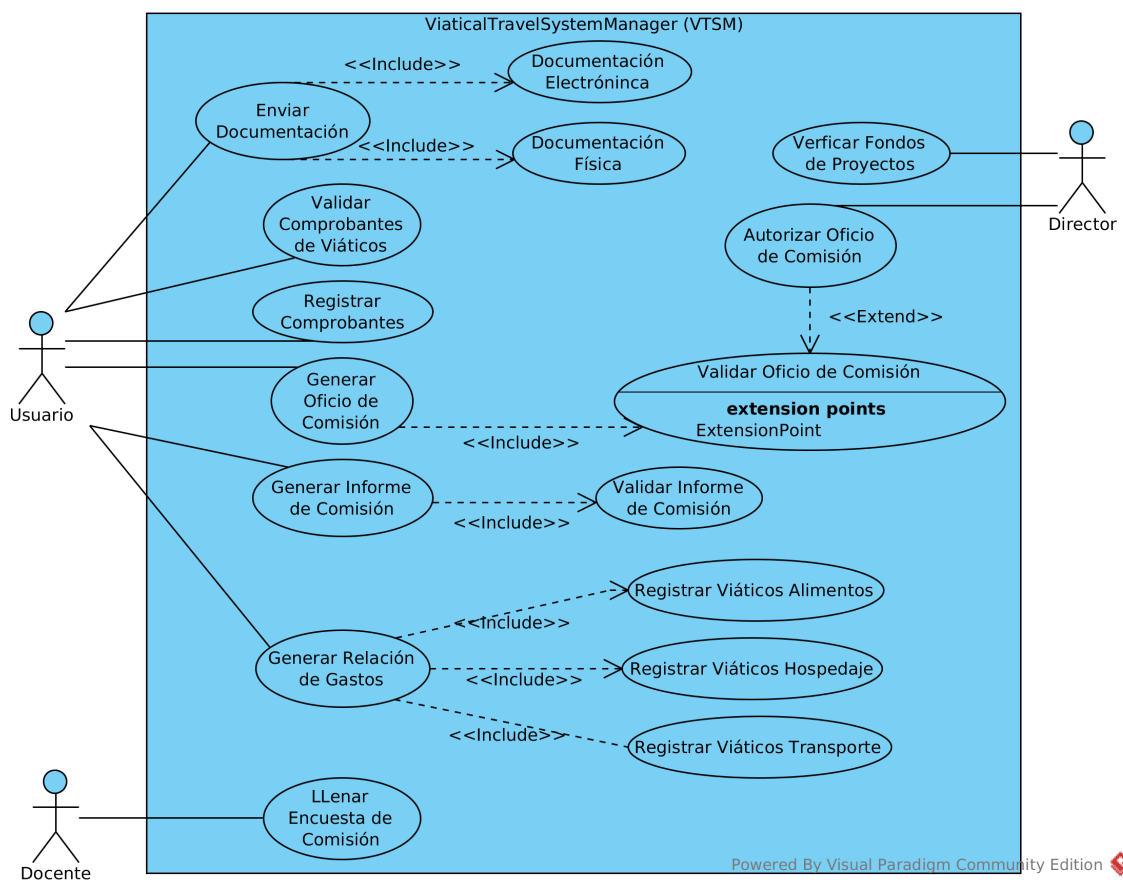 ViaticalTravelSystemManager (VTSM)
<<Include>>
Documentación
Electróninca
Enviar
Documentación
<<Include>>
Documentación
Física
Verficar Fondos
de Proyectos
Director
Validar
Comprobantes
de Viáticos
Autorizar Oficio
de Comisión
Registrar
Comprobantes
<<Extend>>
Usuario
Generar
Oficio de
Comisión
<<Include>>
Validar Oficio de Comisión
extension points
ExtensionPoint
Generar Informe
de Comisión
<<Include>>
Validar Informe
de Comisión
Registrar Viáticos Alimentos
<<Include>>
Generar Relación
de Gastos
<<Include>>
Registrar Viáticos Hospedaje
<<Include>>
Registrar Viáticos Transporte
LLenar
Encuesta de
Comisión
Docente
Powered By Visual Paradigm Community Edition